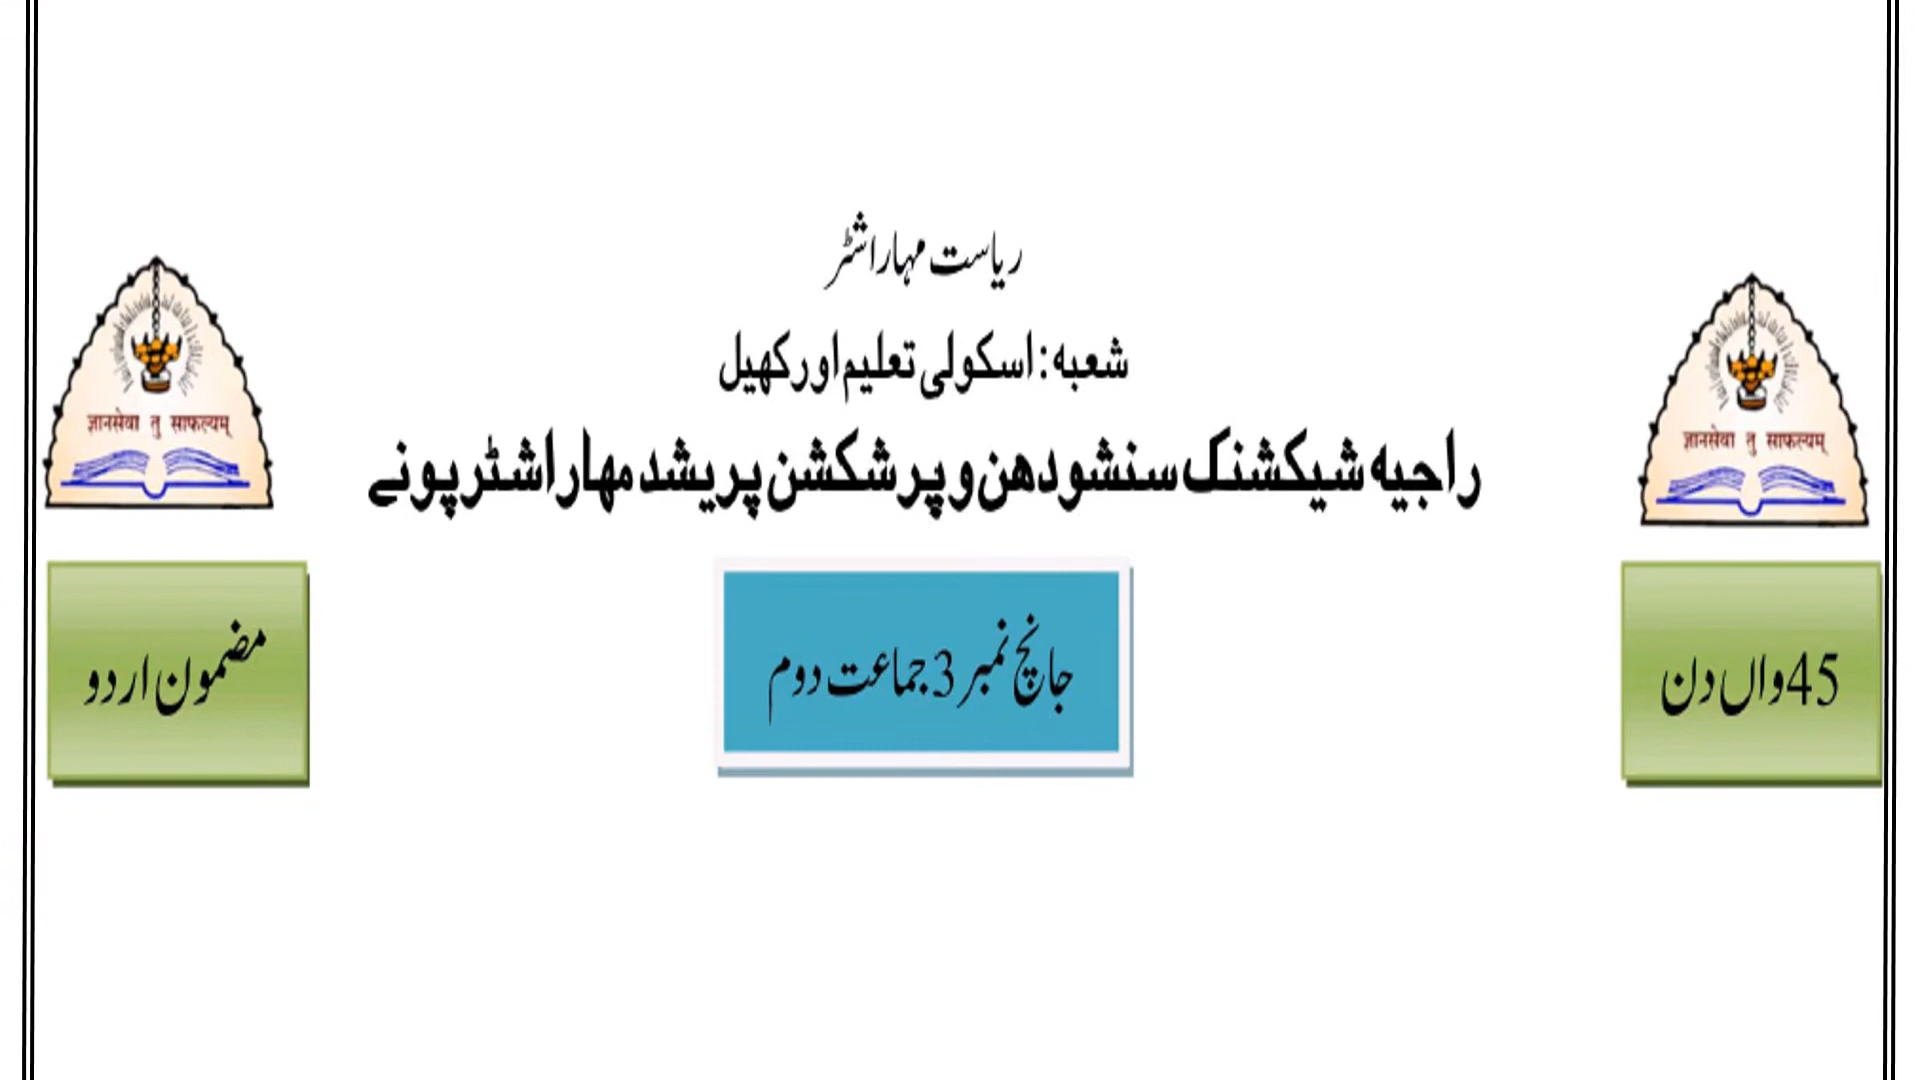 ریاست مہاراشٹر
شعبہ: اسکولی تعلیم اور کھیل
راجیہ شیکشنک سنشودھن و پرشکشن پریشد مہاراشٹر پونے
ज्ञानसेवा तु साफल्यम्
ज्ञानसेवा तु साफल्यम्
45واں دن
جانچ نمبر 3 جماعت دوم
مضمون اردو